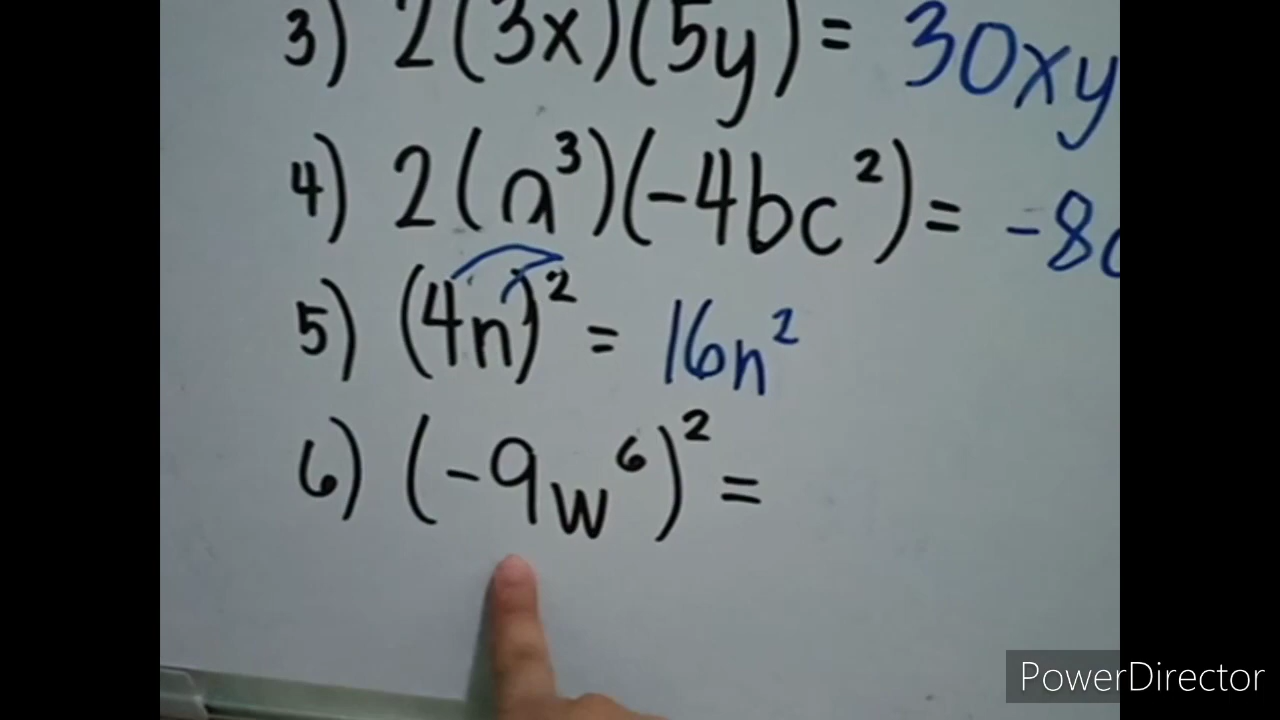 3) 2(3x)(5y) = 30xy
4) 2(a³)(-4bc²) = -8
5) (4n)² = 16n²
6) (-9w⁶)² =
PowerDirector